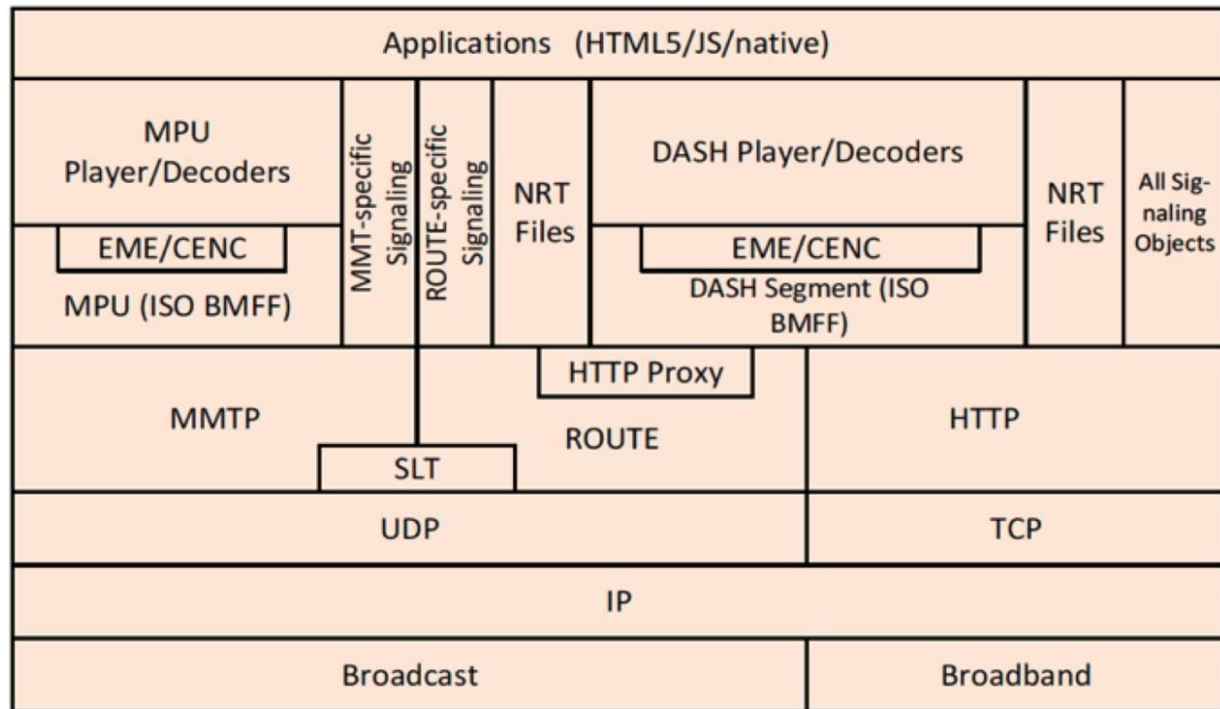 Applications (HTML5/JS/native)
MPU
Player/Decoders
EME/CENC
MPU (ISO BMFF)
MMT-specific
Signaling
ROUTE-specific
Signaling
NRT
Files
DASH Player/Decoders
EME/CENC
DASH Segment (ISO
BMFF)
NRT
Files
All Sig-
naling
Objects
MMTP
SLT
HTTP Proxy
ROUTE
HTTP
UDP
TCP
IP
Broadcast
Broadband